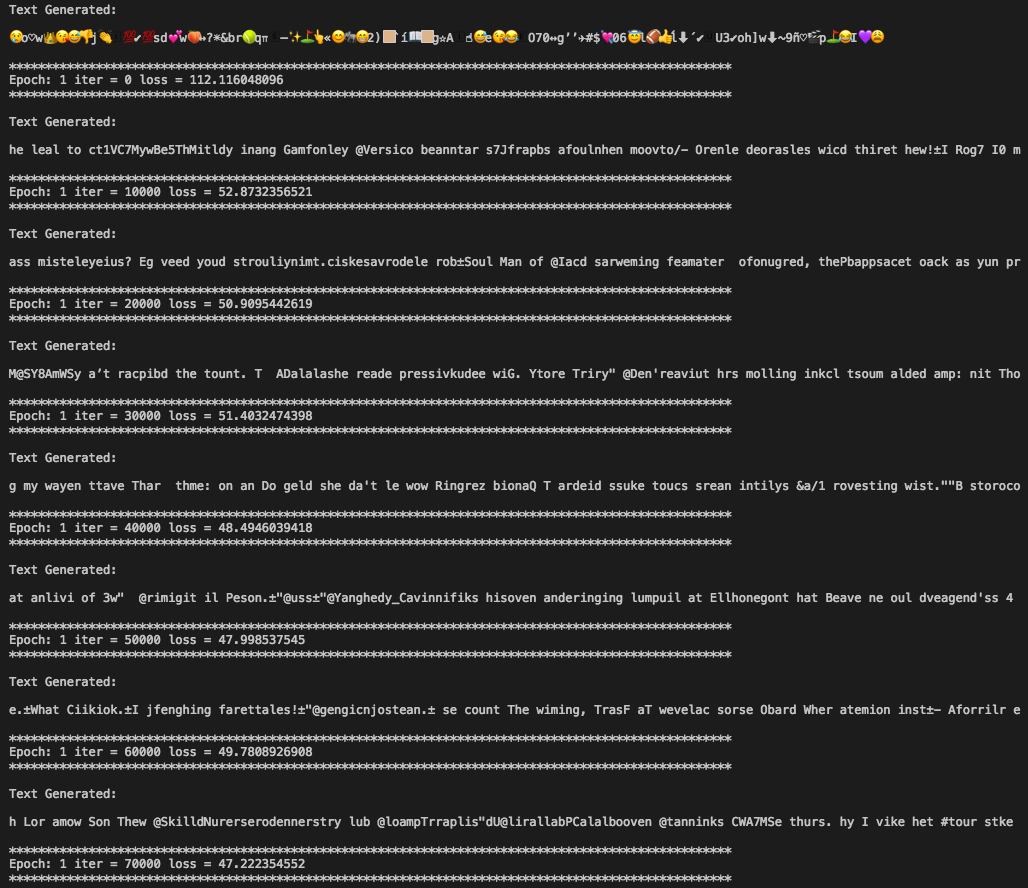 Text Generated:
😢o♡w👑😘😅👎j👏 💯✔💯sd💕w🍑↔?*&br🎾qπ —✨⛳👆«😊🐘😅2)🏼ˈí📖🏼g☆A ☝😅e😘😂 O70↔g’’✈#$💘06😇l🏈👍í⬇´✔ U3✔oh]w⬇~9ñ♡🎬p⛳😂I💜😩
****************************************************************************************************
Epoch: 1 iter = 0 loss = 112.116048096
****************************************************************************************************
Text Generated:
he leal to ct1VC7MywBe5ThMitldy inang Gamfonley @Versico beanntar s7Jfrapbs afoulnhen moovto/— Orenle deorasles wicd thiret hew!±I Rog7 I0 m
****************************************************************************************************
Epoch: 1 iter = 10000 loss = 52.8732356521
****************************************************************************************************
Text Generated:
ass misteleyeius? Eg veed youd strouliynimt.ciskesavrodele rob±Soul Man of @Iacd sarweming feamater  ofonugred, thePbappsacet oack as yun pr
****************************************************************************************************
Epoch: 1 iter = 20000 loss = 50.9095442619
****************************************************************************************************
Text Generated:
M@SY8AmWSy a’t racpibd the tount. T  ADalalashe reade pressivkudee wiG. Ytore Triry" @Den'reaviut hrs molling inkcl tsoum alded amp: nit Tho
****************************************************************************************************
Epoch: 1 iter = 30000 loss = 51.4032474398
****************************************************************************************************
Text Generated:
g my wayen ttave Thar  thme: on an Do geld she da't le wow Ringrez bionaQ T ardeid ssuke toucs srean intilys &a/1 rovesting wist.""B storoco
****************************************************************************************************
Epoch: 1 iter = 40000 loss = 48.4946039418
****************************************************************************************************
Text Generated:
at anlivi of 3w"  @rimigit il Peson.±"@uss±"@Yanghedy_Cavinnifiks hisoven anderinging lumpuil at Ellhonegont hat Beave ne oul dveagend'ss 4
****************************************************************************************************
Epoch: 1 iter = 50000 loss = 47.998537545
****************************************************************************************************
Text Generated:
e.±What Ciikiok.±I jfenghing farettales!±"@gengicnjostean.± se count The wiming, TrasF aT wevelac sorse Obard Wher atemion inst±— Aforrilr e
****************************************************************************************************
Epoch: 1 iter = 60000 loss = 49.7808926908
****************************************************************************************************
Text Generated:
h Lor amow Son Thew @SkilldNurerserodennerstry lub @loampTrraplis"dU@lirallabPCalalbooven @tanninks CWA7MSe thurs. hy I vike het #tour stke
****************************************************************************************************
Epoch: 1 iter = 70000 loss = 47.222354552
****************************************************************************************************